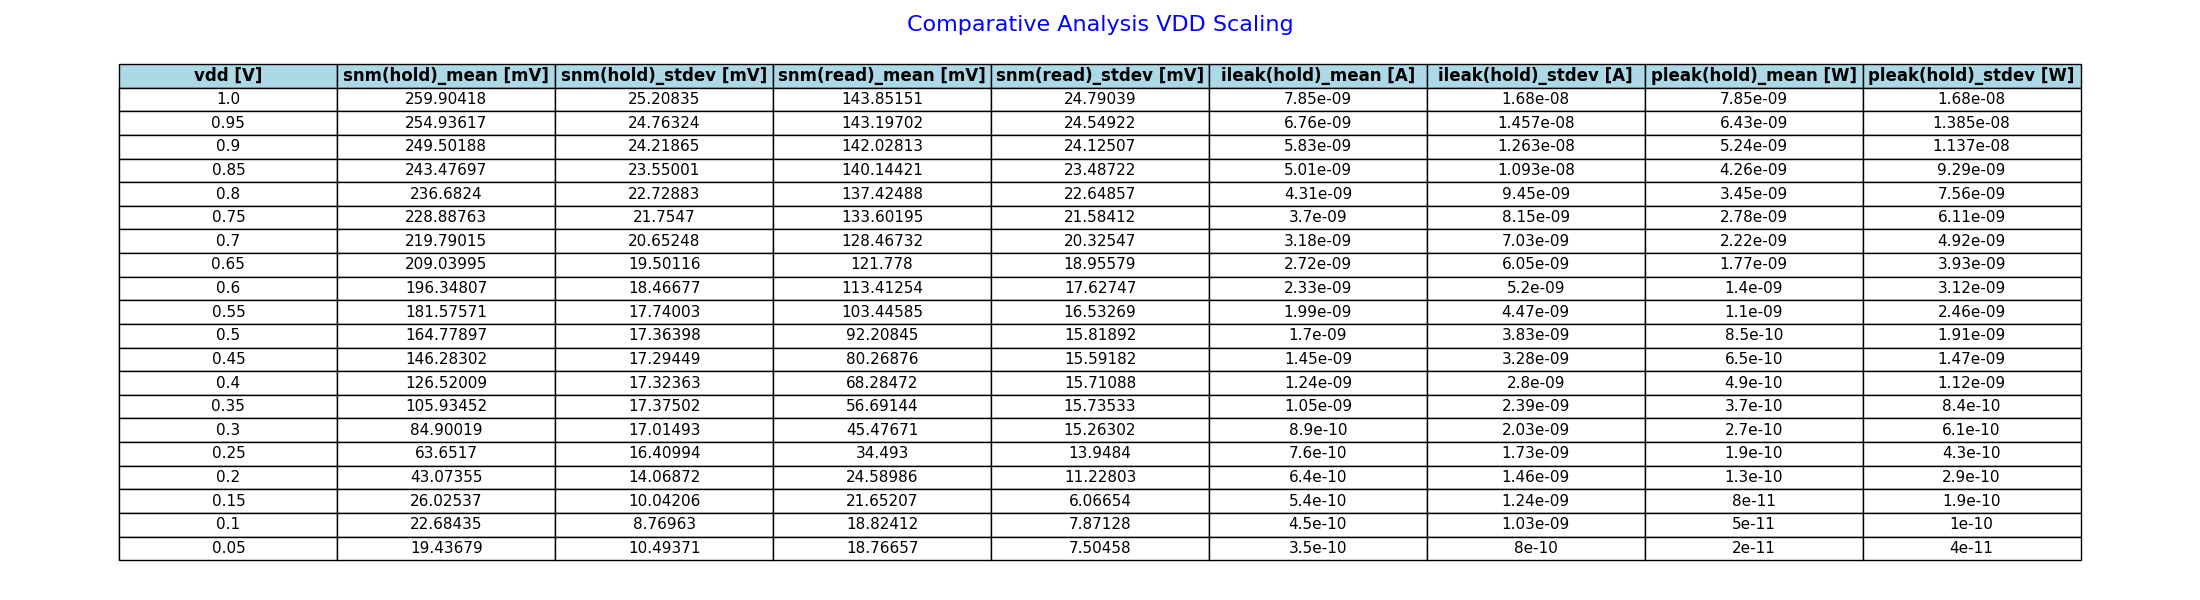 Comparative Analysis VDD Scaling
vdd [V] snm(hold)_mean [mV] snm(hold)_stdev [mV] snm(read)_mean [mV] snm(read)_stdev [mV] ileak(hold)_mean [A] ileak(hold)_stdev [A] pleak(hold)_mean [W] pleak(hold)_stdev [W]
1.0 259.90418 25.20835 143.85151 24.79039 7.85e-09 1.68e-08 7.85e-09 1.68e-08
0.95 254.93617 24.76324 143.19702 24.54922 6.76e-09 1.457e-08 6.43e-09 1.385e-08
0.9 249.50188 24.21865 142.02813 24.12507 5.83e-09 1.263e-08 5.24e-09 1.137e-08
0.85 243.47697 23.55001 140.14421 23.48722 5.01e-09 1.093e-08 4.26e-09 9.29e-09
0.8 236.6824 22.72883 137.42488 22.64857 4.31e-09 9.45e-09 3.45e-09 7.56e-09
0.75 228.88763 21.7547 133.60195 21.58412 3.7e-09 8.15e-09 2.78e-09 6.11e-09
0.7 219.79015 20.65248 128.46732 20.32547 3.18e-09 7.03e-09 2.22e-09 4.92e-09
0.65 209.03995 19.50116 121.778 18.95579 2.72e-09 6.05e-09 1.77e-09 3.93e-09
0.6 196.34807 18.46677 113.41254 17.62747 2.33e-09 5.2e-09 1.4e-09 3.12e-09
0.55 181.57571 17.74003 103.44585 16.53269 1.99e-09 4.47e-09 1.1e-09 2.46e-09
0.5 164.77897 17.36398 92.20845 15.81892 1.7e-09 3.83e-09 8.5e-10 1.91e-09
0.45 146.28302 17.29449 80.26876 15.59182 1.45e-09 3.28e-09 6.5e-10 1.47e-09
0.4 126.52009 17.32363 68.28472 15.71088 1.24e-09 2.8e-09 4.9e-10 1.12e-09
0.35 105.93452 17.37502 56.69144 15.73533 1.05e-09 2.39e-09 3.7e-10 8.4e-10
0.3 84.90019 17.01493 45.47671 15.26302 8.9e-10 2.03e-09 2.7e-10 6.1e-10
0.25 63.6517 16.40994 34.493 13.9484 7.6e-10 1.73e-09 1.9e-10 4.3e-10
0.2 43.07355 14.06872 24.58986 11.22803 6.4e-10 1.46e-09 1.3e-10 2.9e-10
0.15 26.02537 10.04206 21.65207 6.06654 5.4e-10 1.24e-09 8e-11 1.9e-10
0.1 22.68435 8.76963 18.82412 7.87128 4.5e-10 1.03e-09 5e-11 1e-10
0.05 19.43679 10.49371 18.76657 7.50458 3.5e-10 8e-10 2e-11 4e-11